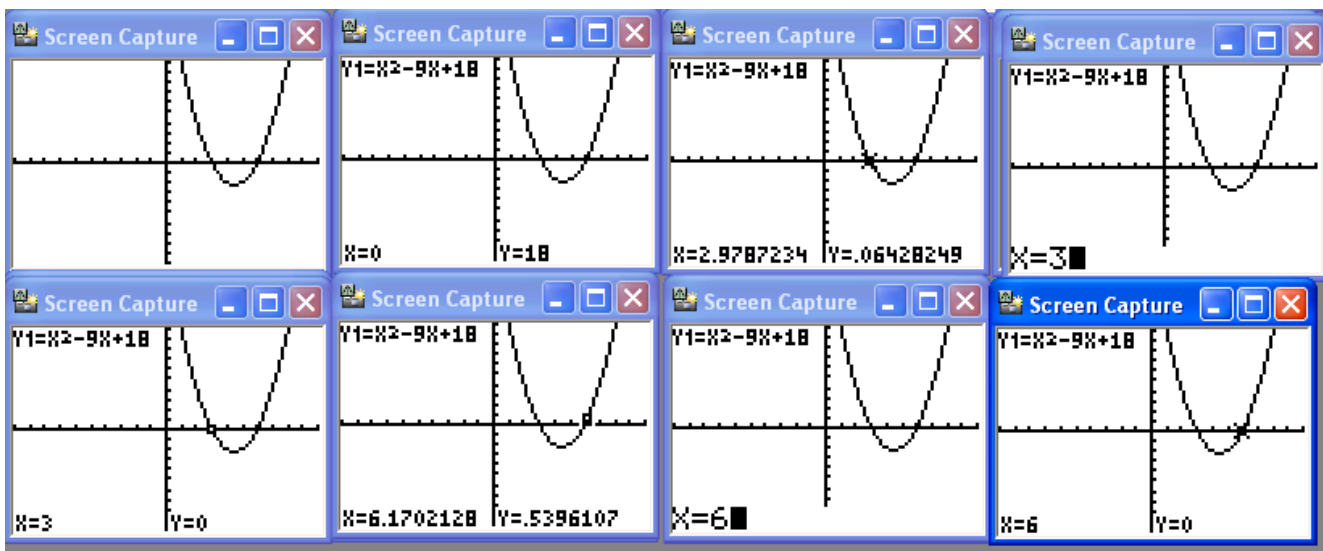 Screen Capture
Screen Capture
Y1=X2-9X+18
X=0 Y=18
Screen Capture
Y1=X2-9X+18
X=2.9787234 Y=.06428249
Screen Capture
Y1=X2-9X+18
X=3
Screen Capture
Y1=X2-9X+18
X=3 Y=0
Screen Capture
Y1=X2-9X+18
X=6.1702128 Y=.5396107
Screen Capture
Y1=X2-9X+18
X=6
Screen Capture
Y1=X2-9X+18
X=6 Y=0